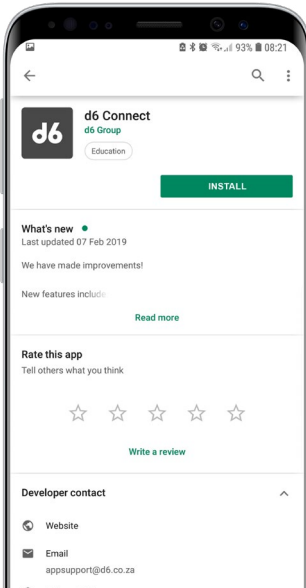 93% 08:21
d6
d6 Connect
d6 Group
Education
INSTALL
What's new
Last updated 07 Feb 2019
We have made improvements!
New features include
Read more
Rate this app
Tell others what you think
Write a review
Developer contact
Website
Email
appsupport@d6.co.za